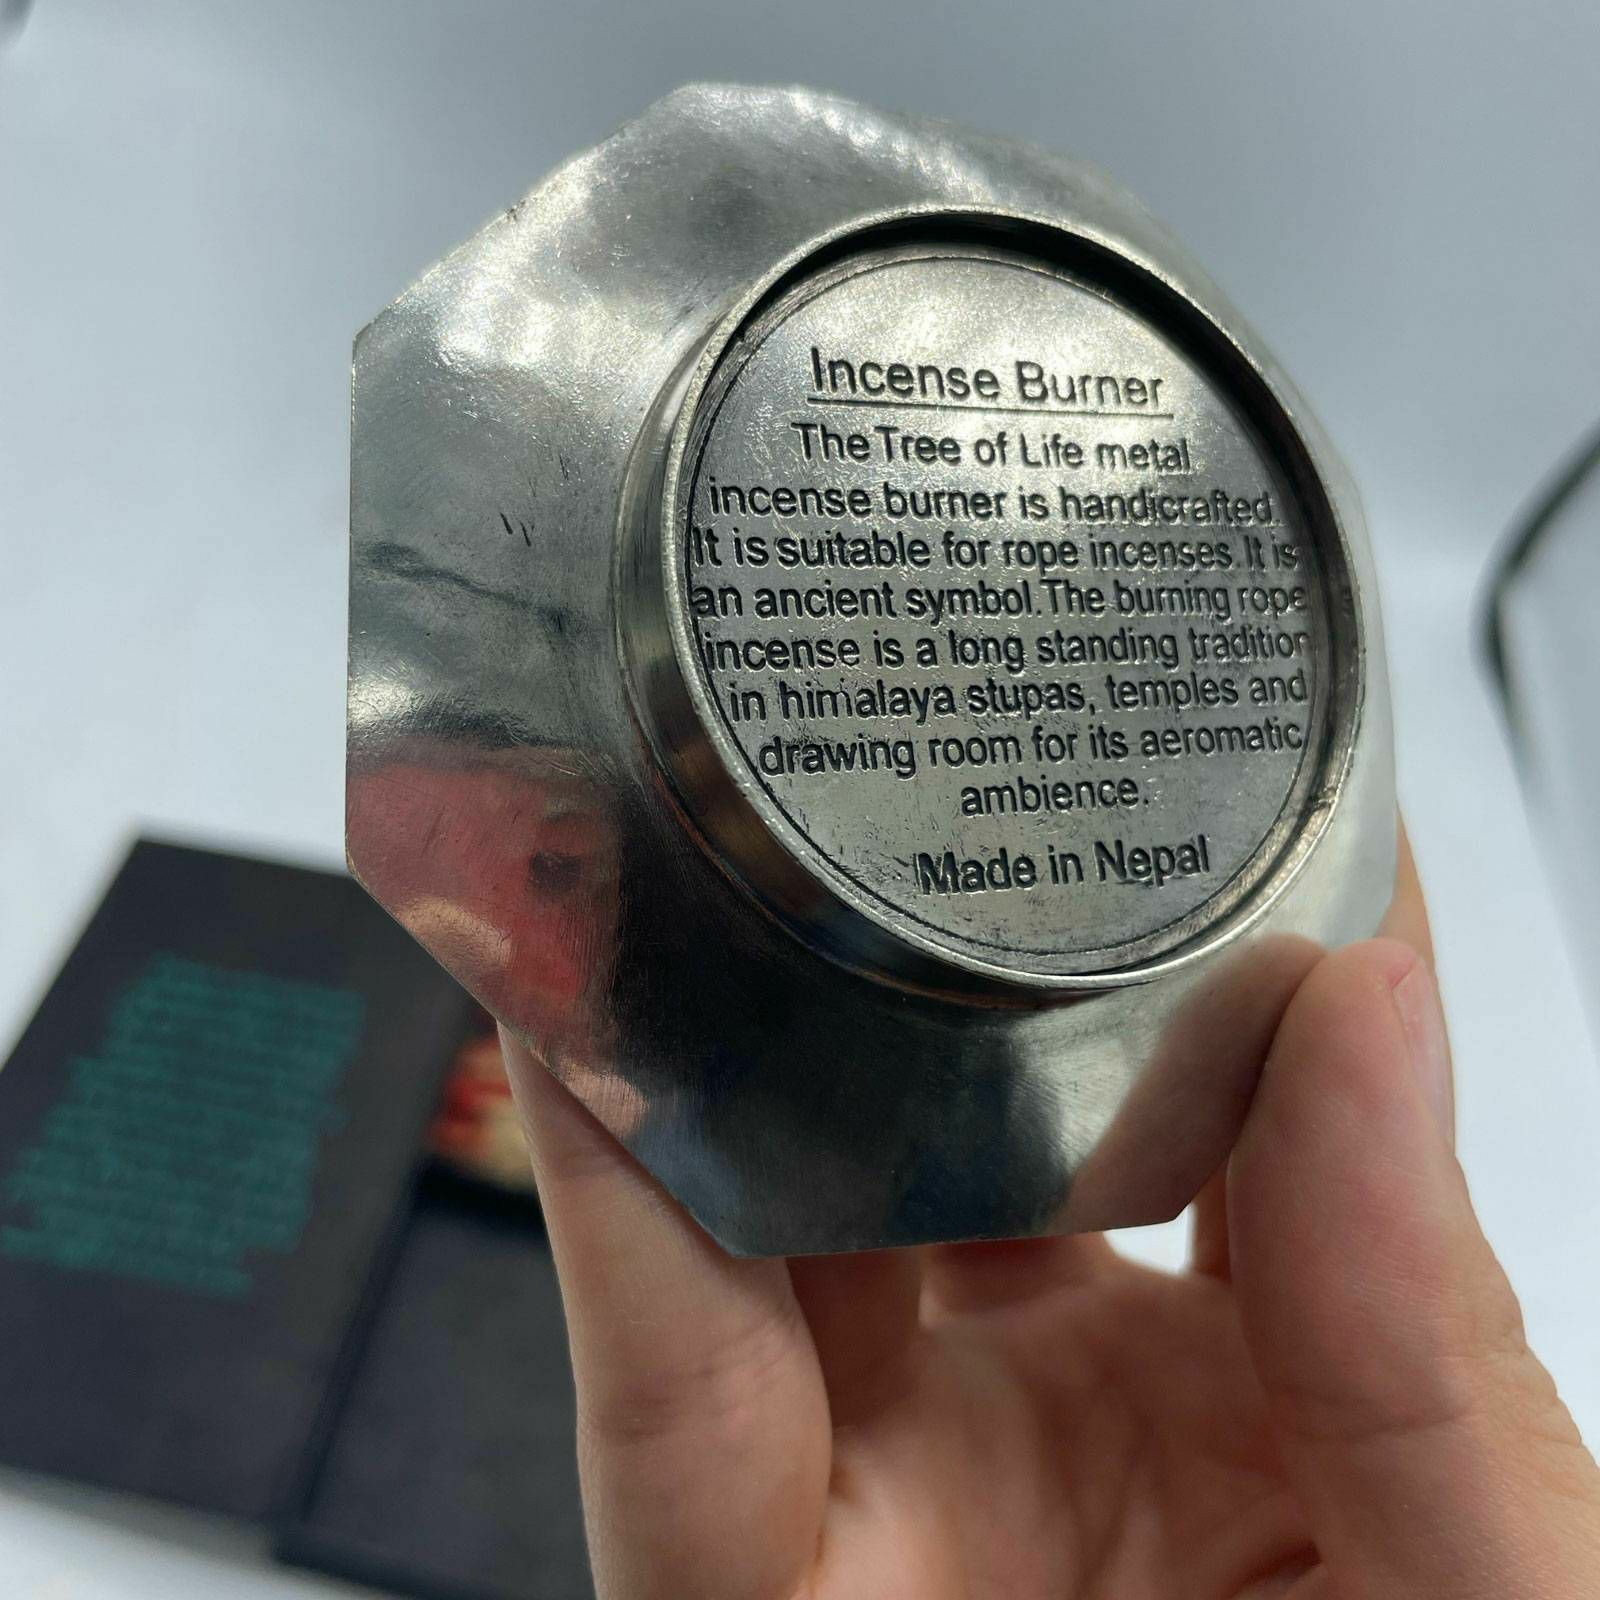 Incense Burner
The Tree of Life metal
incense burner is handicrafted.
It is suitable for rope incenses. It is
an ancient symbol. The burning rope
incense is a long standing tradition
in himalaya stupas, temples and
drawing room for its aeromatic
ambience.
Made in Nepal